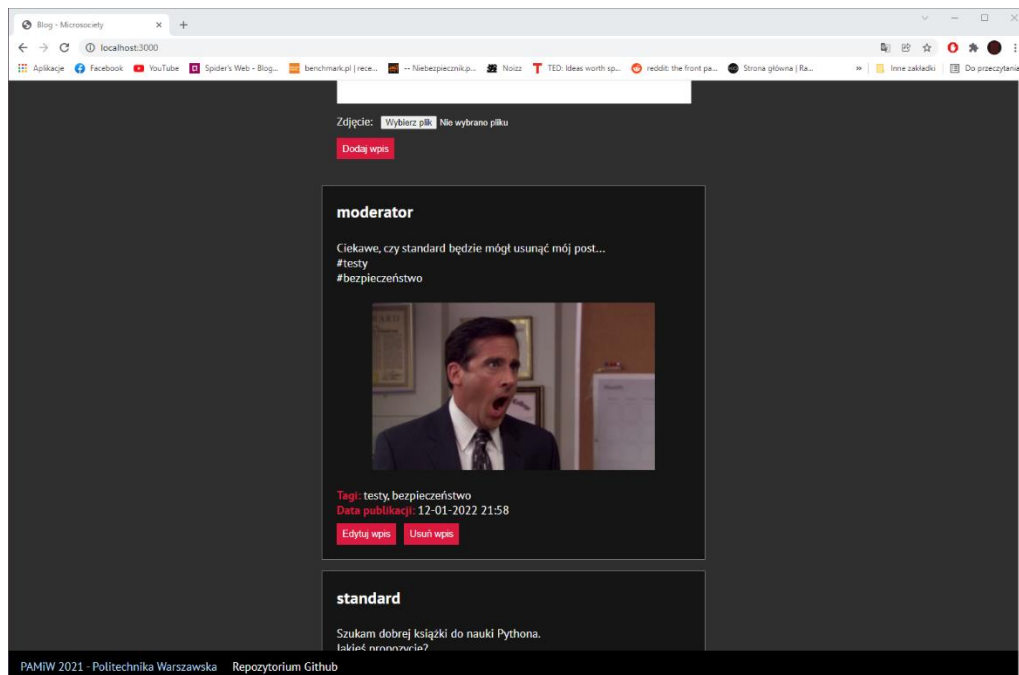 Blog - Microsociety
localhost:3000
Aplikacje Facebook YouTube Spider's Web - Blog... benchmark.pl | rece... -- Niebezpiecznik.p... Noizz TED: Ideas worth sp... reddit: the front pa... Strona główna | Ra... » Inne zakładki Do przeczytania
Zdjęcie: Wybierz plik Nie wybrano pliku
Dodaj wpis
moderator
Ciekawe, czy standard będzie mógł usunąć mój post...
#testy
#bezpieczeństwo
Tagi: testy, bezpieczeństwo
Data publikacji: 12-01-2022 21:58
Edytuj wpis Usuń wpis
standard
Szukam dobrej książki do nauki Pythona.
Jakieś propozycje?
PAMiW 2021 - Politechnika Warszawska Repozytorium Github